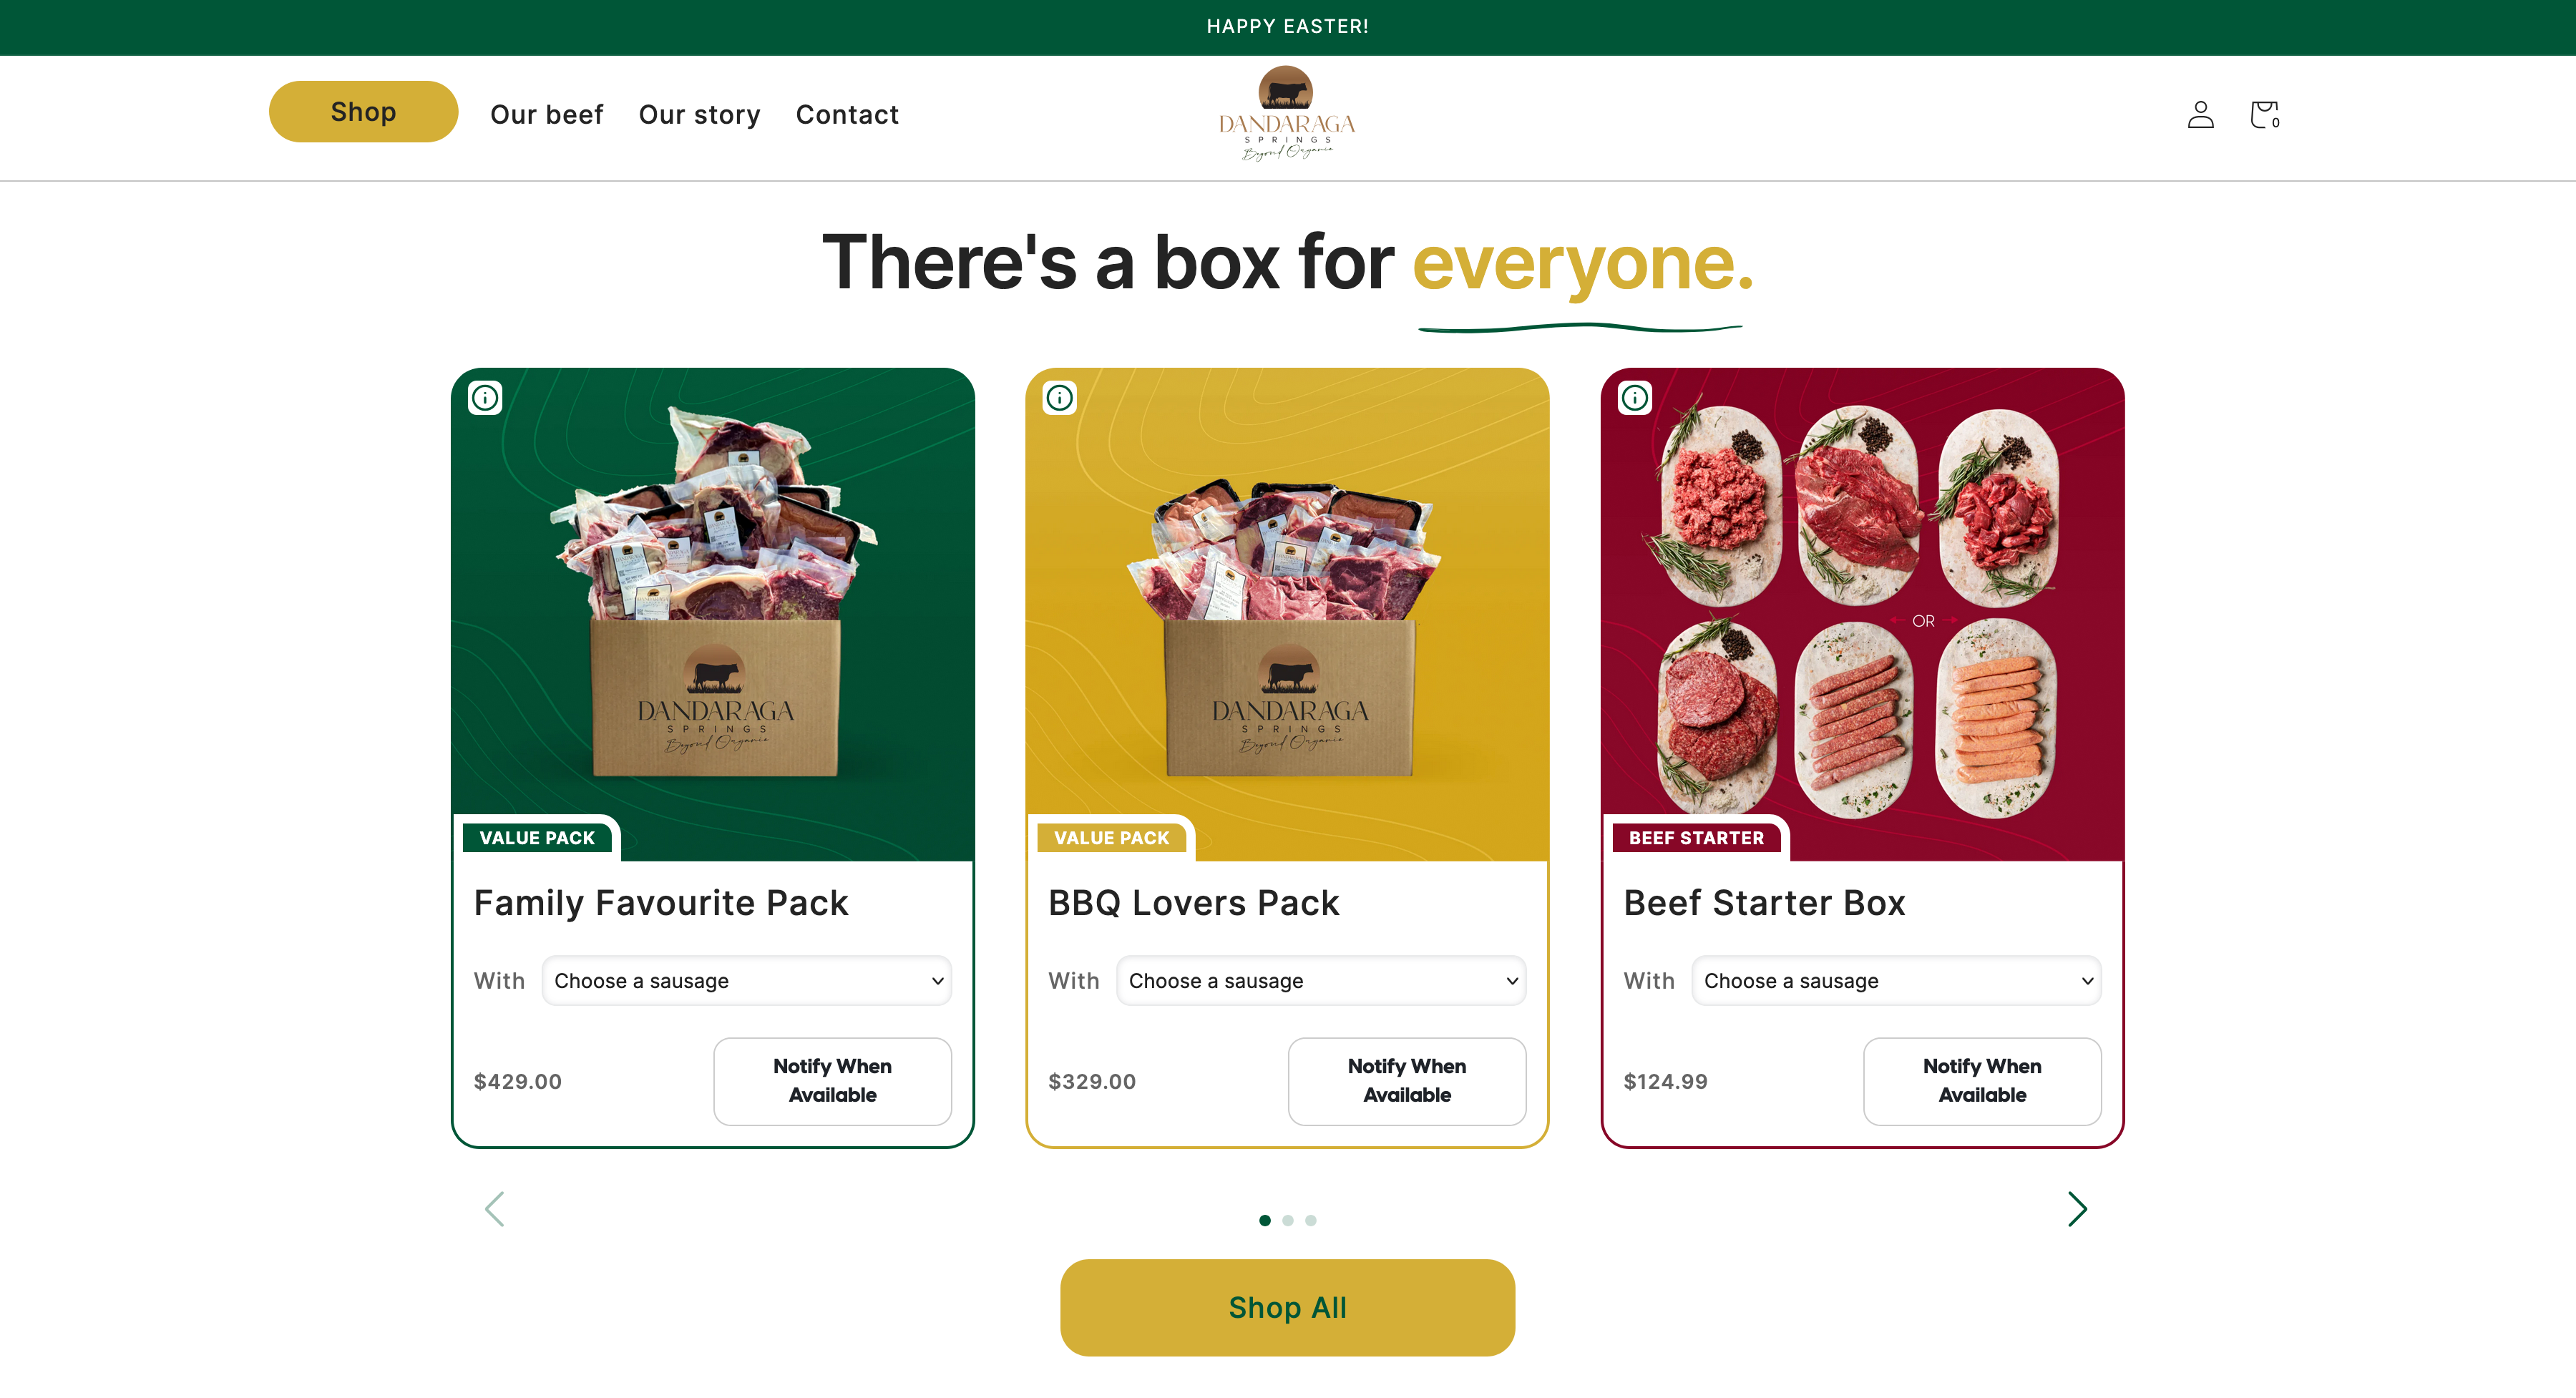 HAPPY EASTER!
Shop
Our beef
Our story
Contact
DANDARAGA
SPRINGS
Beyond Organic
0
There's a box for everyone.
DANDARAGA
SPRINGS
Beyond Organic
VALUE PACK
Family Favourite Pack
With
Choose a sausage
$429.00
Notify When
Available
DANDARAGA
SPRINGS
Beyond Organic
VALUE PACK
BBQ Lovers Pack
With
Choose a sausage
$329.00
Notify When
Available
OR
BEEF STARTER
Beef Starter Box
With
Choose a sausage
$124.99
Notify When
Available
Shop All